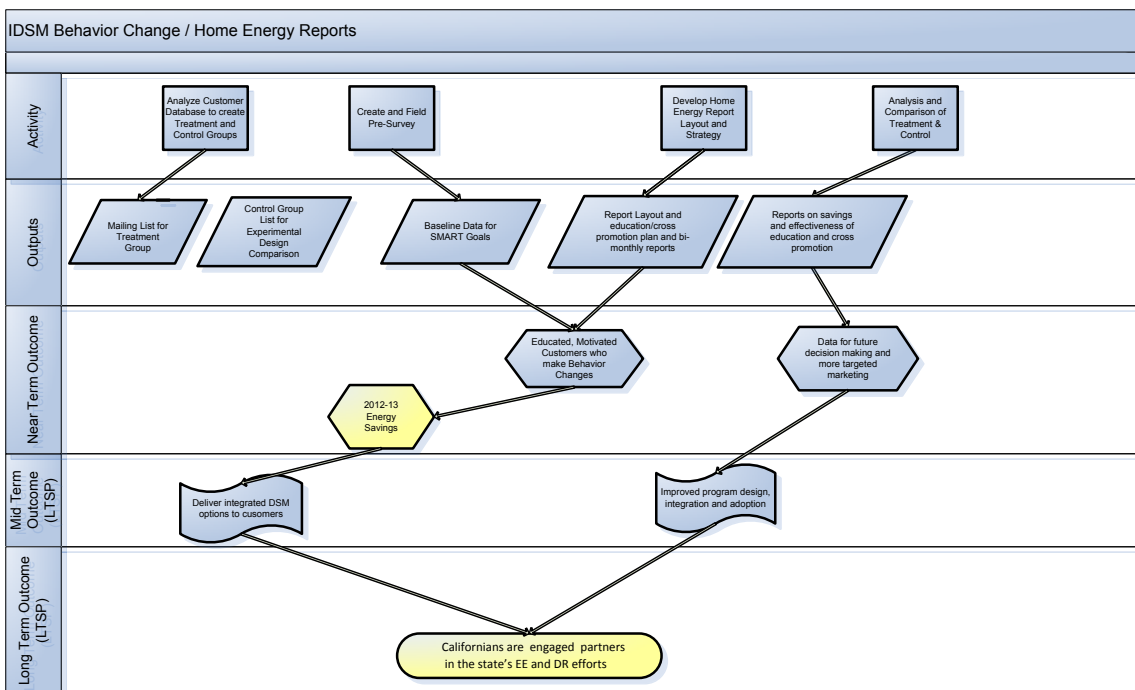 IDSM Behavior Change / Home Energy Reports
Activity
Analyze Customer
Database to create
Treatment and
Control Groups
Create and Field
Pre-Survey
Develop Home
Energy Report
Layout and
Strategy
Analysis and
Comparison of
Treatment &
Control
Outputs
Mailing List for
Treatment
Group
Control Group
List for
Experimental
Design
Comparison
Baseline Data for
SMART Goals
Report Layout and
education/cross
promotion plan and bi-
monthly reports
Reports on savings
and effectiveness of
education and cross
promotion
Near Term Outcome
Educated, Motivated
Customers who
make Behavior
Changes
Data for future
decision making and
more targeted
marketing
2012-13
Energy
Savings
Mid Term
Outcome
(LTSP)
Deliver integrated DSM
options to cusomers
Improved program design,
integration and adoption
Long Term Outcome
(LTSP)
Californians are engaged partners
in the state's EE and DR efforts